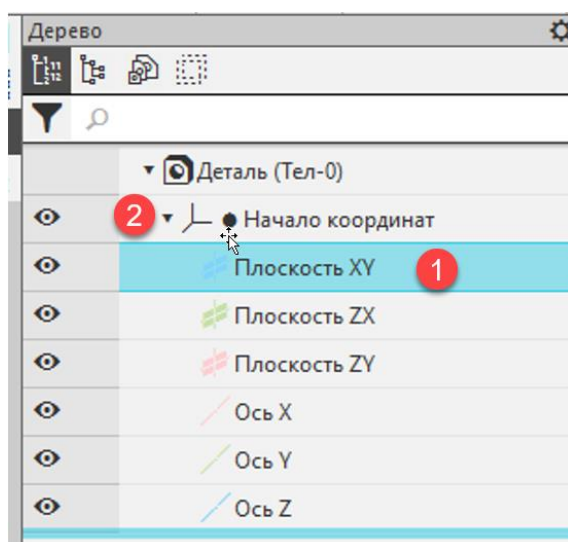 Дерево
Деталь (Тел-0)
2 Начало координат
Плоскость XY 1
Плоскость ZX
Плоскость ZY
Ось X
Ось Y
Ось Z